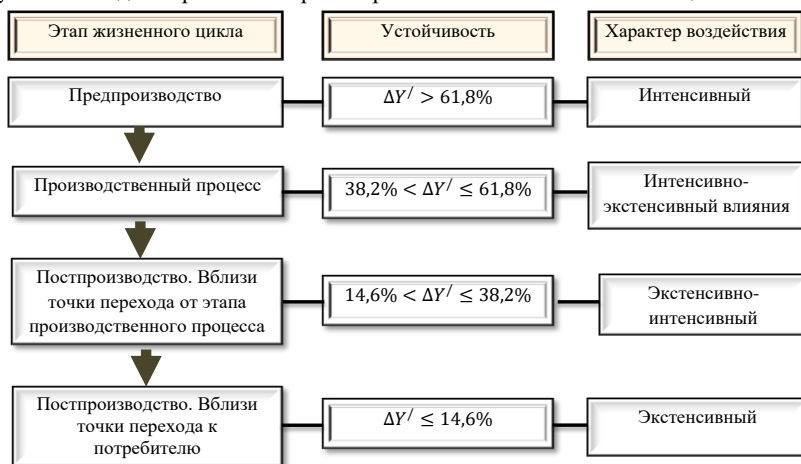 Этап жизненного цикла
Устойчивость
Характер воздействия
Предпроизводство
ΔY/ > 61,8%
Интенсивный
Производственный процесс
38,2% < ΔY/ ≤ 61,8%
Интенсивно-
экстенсивный влияния
Постпроизводство. Вблизи
точки перехода от этапа
производственного процесса
14,6% < ΔY/ ≤ 38,2%
Экстенсивно-
интенсивный
Постпроизводство. Вблизи
точки перехода к
потребителю
ΔY/ ≤ 14,6%
Экстенсивный